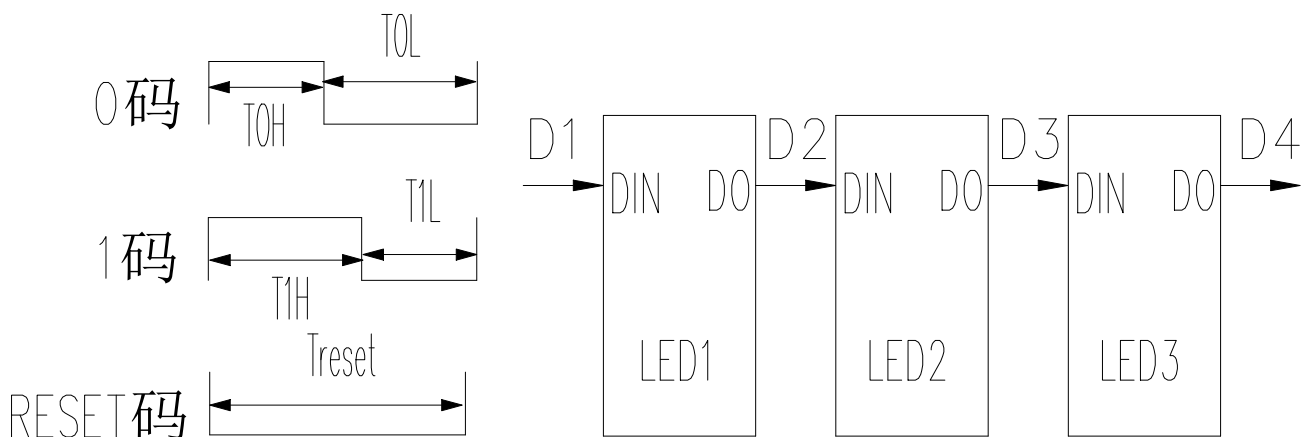 T0L
0码
T0H
T1L
1码
T1H
Treset
RESET码
D1 D2 D3 D4
DIN DO DIN DO DIN DO
LED1 LED2 LED3